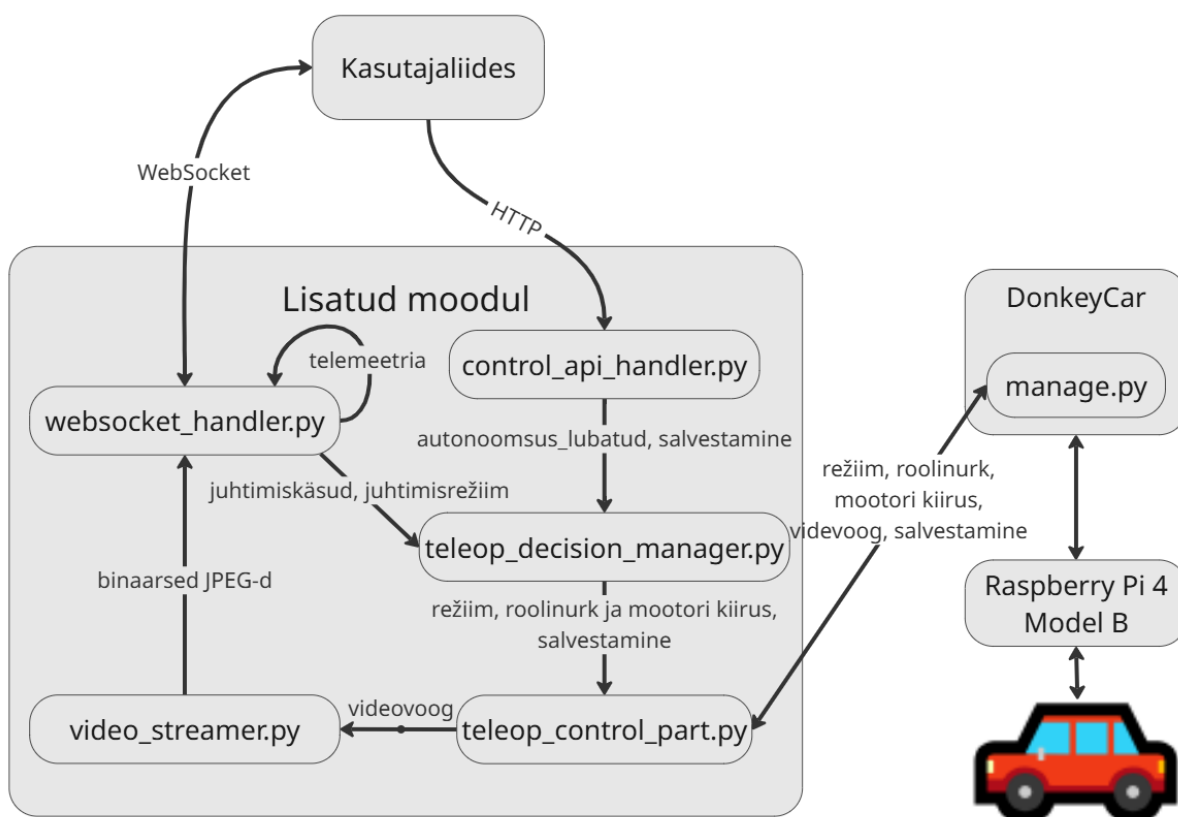 Kasutajaliides
WebSocket
HTTP
Lisatud moodul
telemeetria
control_api_handler.py
websocket_handler.py
autonoomsus_lubatud, salvestamine
juhtimiskäsud, juhtimisrežiim
teleop_decision_manager.py
binaarsed JPEG-d
režiim, roolinurk ja mootori kiirus,
salvestamine
video_streamer.py
videovoog
teleop_control_part.py
režiim, roolinurk,
mootori kiirus,
videvoog, salvestamine
DonkeyCar
manage.py
Raspberry Pi 4
Model B